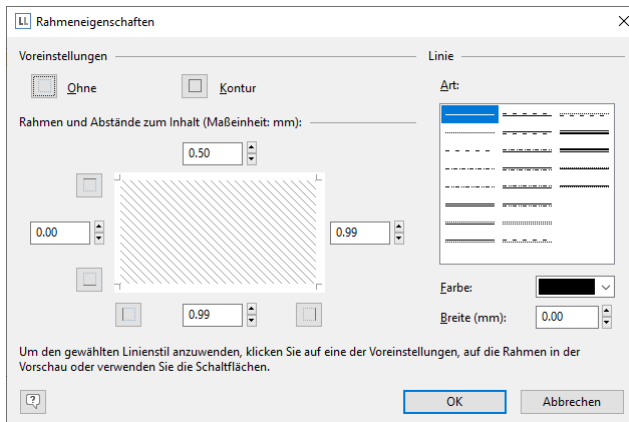 LL Rahmeneigenschaften
Voreinstellungen
Linie
Ohne
Kontur
Art:
Rahmen und Abstände zum Inhalt (Maßeinheit: mm):
0.50
0.00
0.99
0.99
Farbe:
Breite (mm):
0.00
Um den gewählten Linienstil anzuwenden, klicken Sie auf eine der Voreinstellungen, auf die Rahmen in der
Vorschau oder verwenden Sie die Schaltflächen.
?
OK
Abbrechen